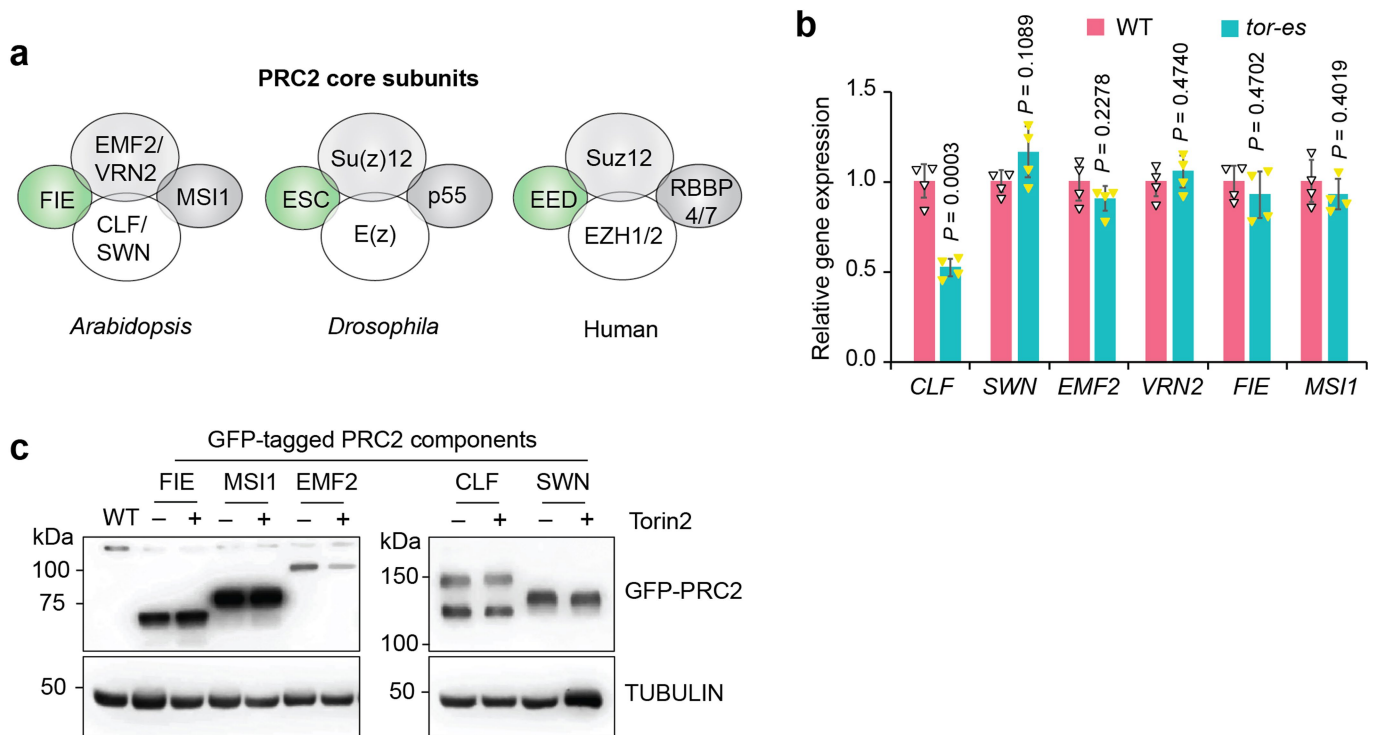 a
PRC2 core subunits
EMF2/
VRN2
FIE
MSI1
CLF/
SWN
Arabidopsis
Su(z)12
ESC
p55
E(z)
Drosophila
Suz12
EED
RBBP
4/7
EZH1/2
Human
b
WT
tor-es
Relative gene expression
1.5
1.0
0.5
0.0
P = 0.0003
P = 0.1089
P = 0.2278
P = 0.4740
P = 0.4702
P = 0.4019
CLF SWN EMF2 VRN2 FIE MSI1
c
GFP-tagged PRC2 components
FIE MSI1 EMF2 CLF SWN
WT – + – + – + – + – + Torin2
kDa
100
75
50
kDa
150
100
50
GFP-PRC2
TUBULIN